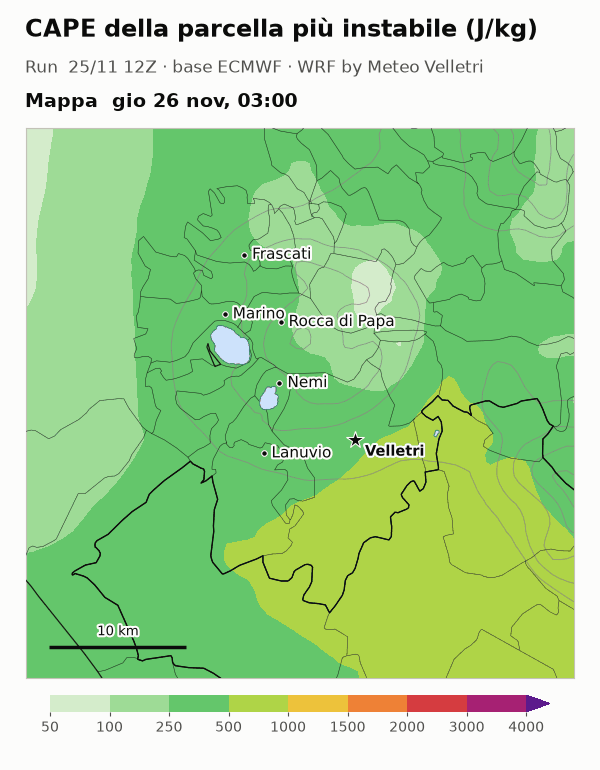 CAPE della parcella più instabile (J/kg)
Run  25/11 12Z · base ECMWF · WRF by Meteo Velletri
Mappa  gio 26 nov, 03:00
Frascati
Marino
Rocca di Papa
Nemi
Velletri
Lanuvio
10 km
50 100 250 500 1000 1500 2000 3000 4000